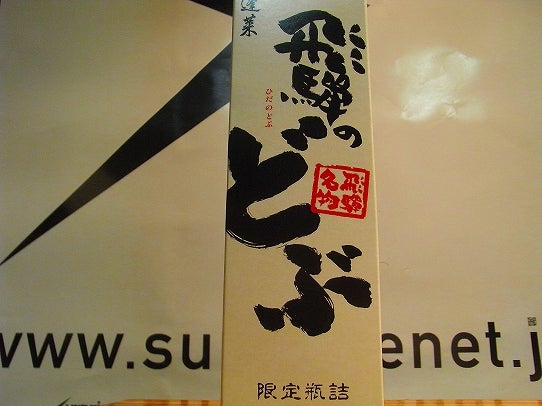 蓬莱
飛騨の
ひだのどぶ
どぶ
飛騨
名物
限定瓶詰
www.su
enet.j